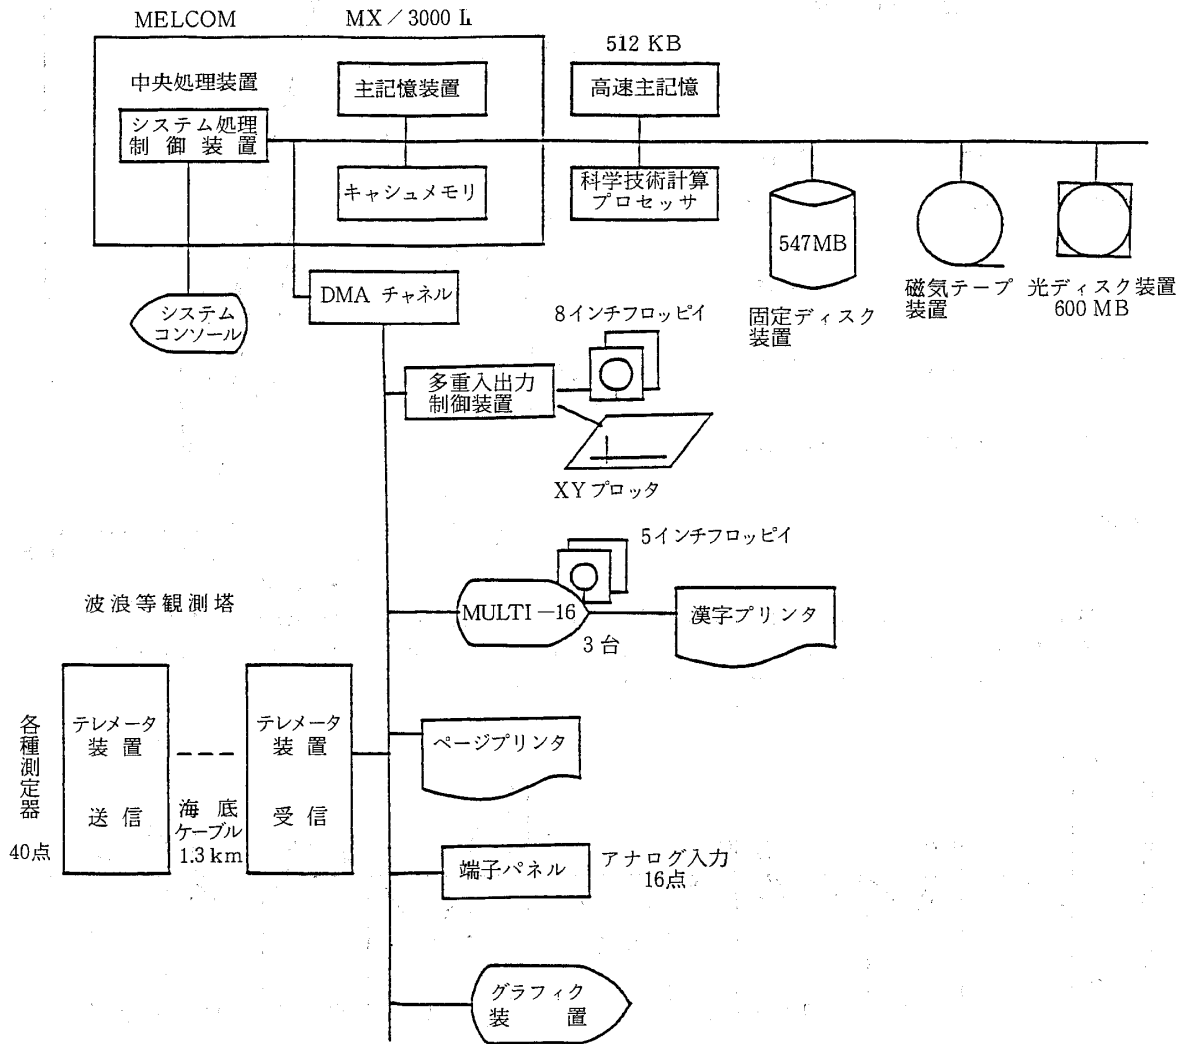 MELCOM MX／3000 Ⅱ
512 KB
中央処理装置
主記憶装置
高速主記憶
システム処理
制御装置
キャシュメモリ
科学技術計算
プロセッサ
547MB
DMA チャネル
システム
コンソール
8インチフロッピイ
固定ディスク
装置
磁気テープ
装置
光ディスク装置
600 MB
多重入出力
制御装置
XYプロッタ
5インチフロッピイ
波浪等観測塔
MULTI－16
3台
漢字プリンタ
各種測定器
40点
テレメータ
装置
送信
海底
ケーブル
1.3 km
テレメータ
装置
受信
ページプリンタ
端子パネル
アナログ入力
16点
グラフィク
装置